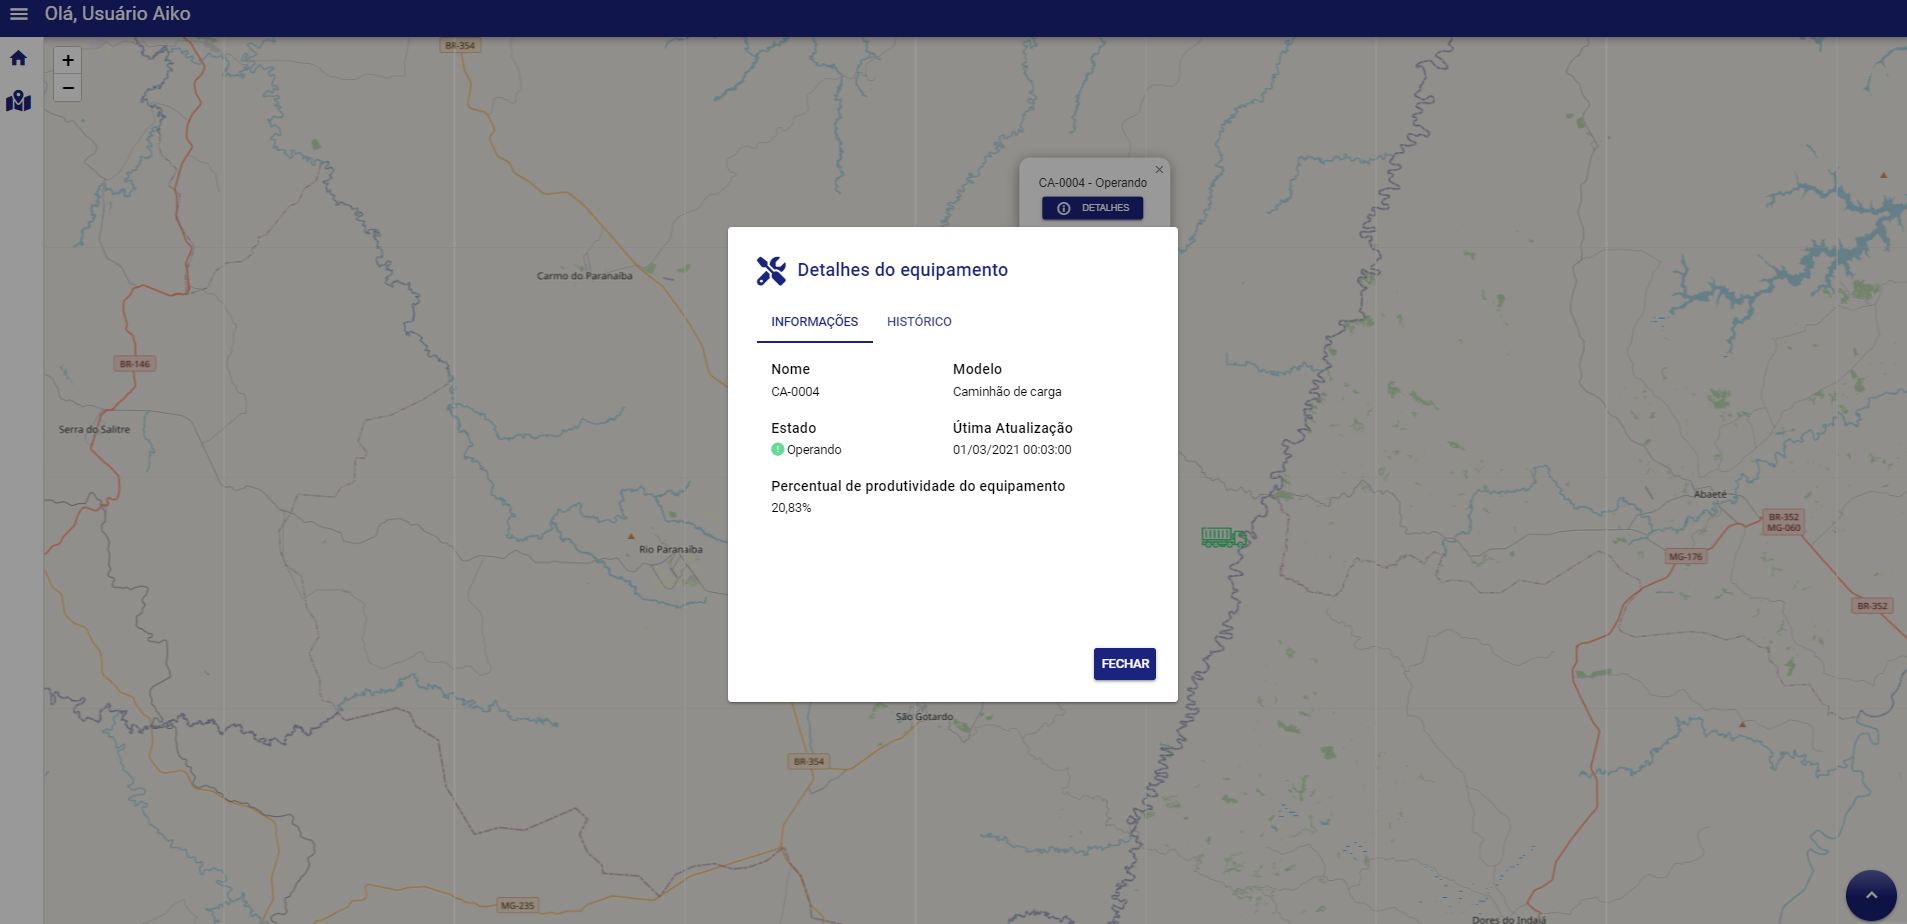 Olá, Usuário Aiko
+
−
BR-354
CA-0004 - Operando
DETALHES
Carmo do Paranaíba
BR-146
Serra do Salitre
Rio Paranaíba
Detalhes do equipamento
INFORMAÇÕES HISTÓRICO
Nome Modelo
CA-0004 Caminhão de carga
Estado Útima Atualização
Operando 01/03/2021 00:03:00
Percentual de produtividade do equipamento
20,83%
FECHAR
Abaeté
BR-352
MG-060
MG-176
BR-352
São Gotardo
BR-354
MG-235
Dores do Indaiá